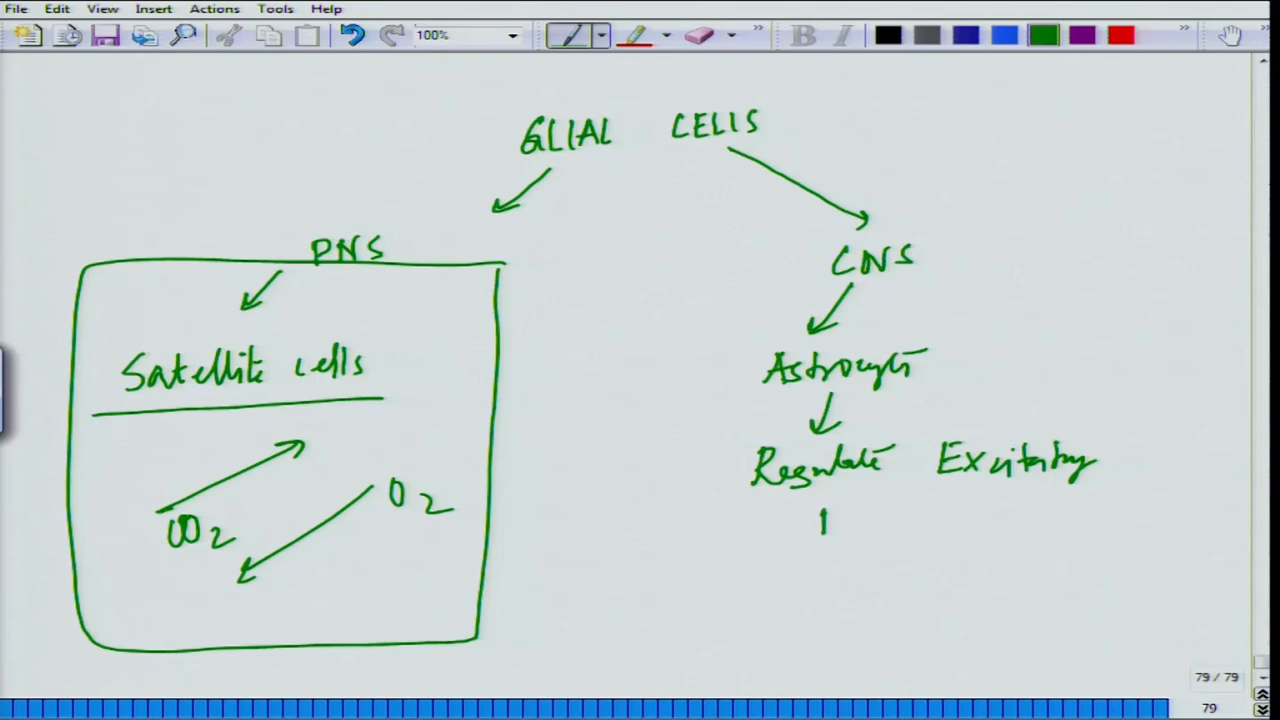 File Edit View Insert Actions Tools Help
100%
B I
GLIAL CELLS
PNS
CNS
Satellite cells
Astrocyte
Regulate Excitatory
CO2
O2
79 / 79
79